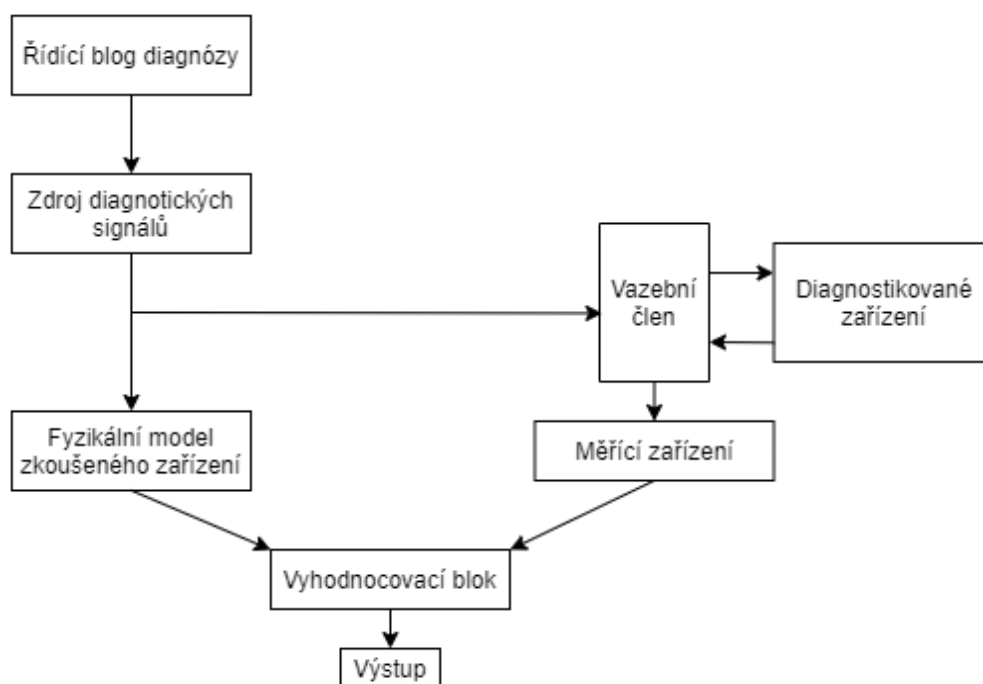 Řídící blog diagnózy
Zdroj diagnotických
signálů
Vazební
člen
Diagnostikované
zařízení
Fyzikální model
zkoušeného zařízení
Měřící zařízení
Vyhodnocovací blok
Výstup